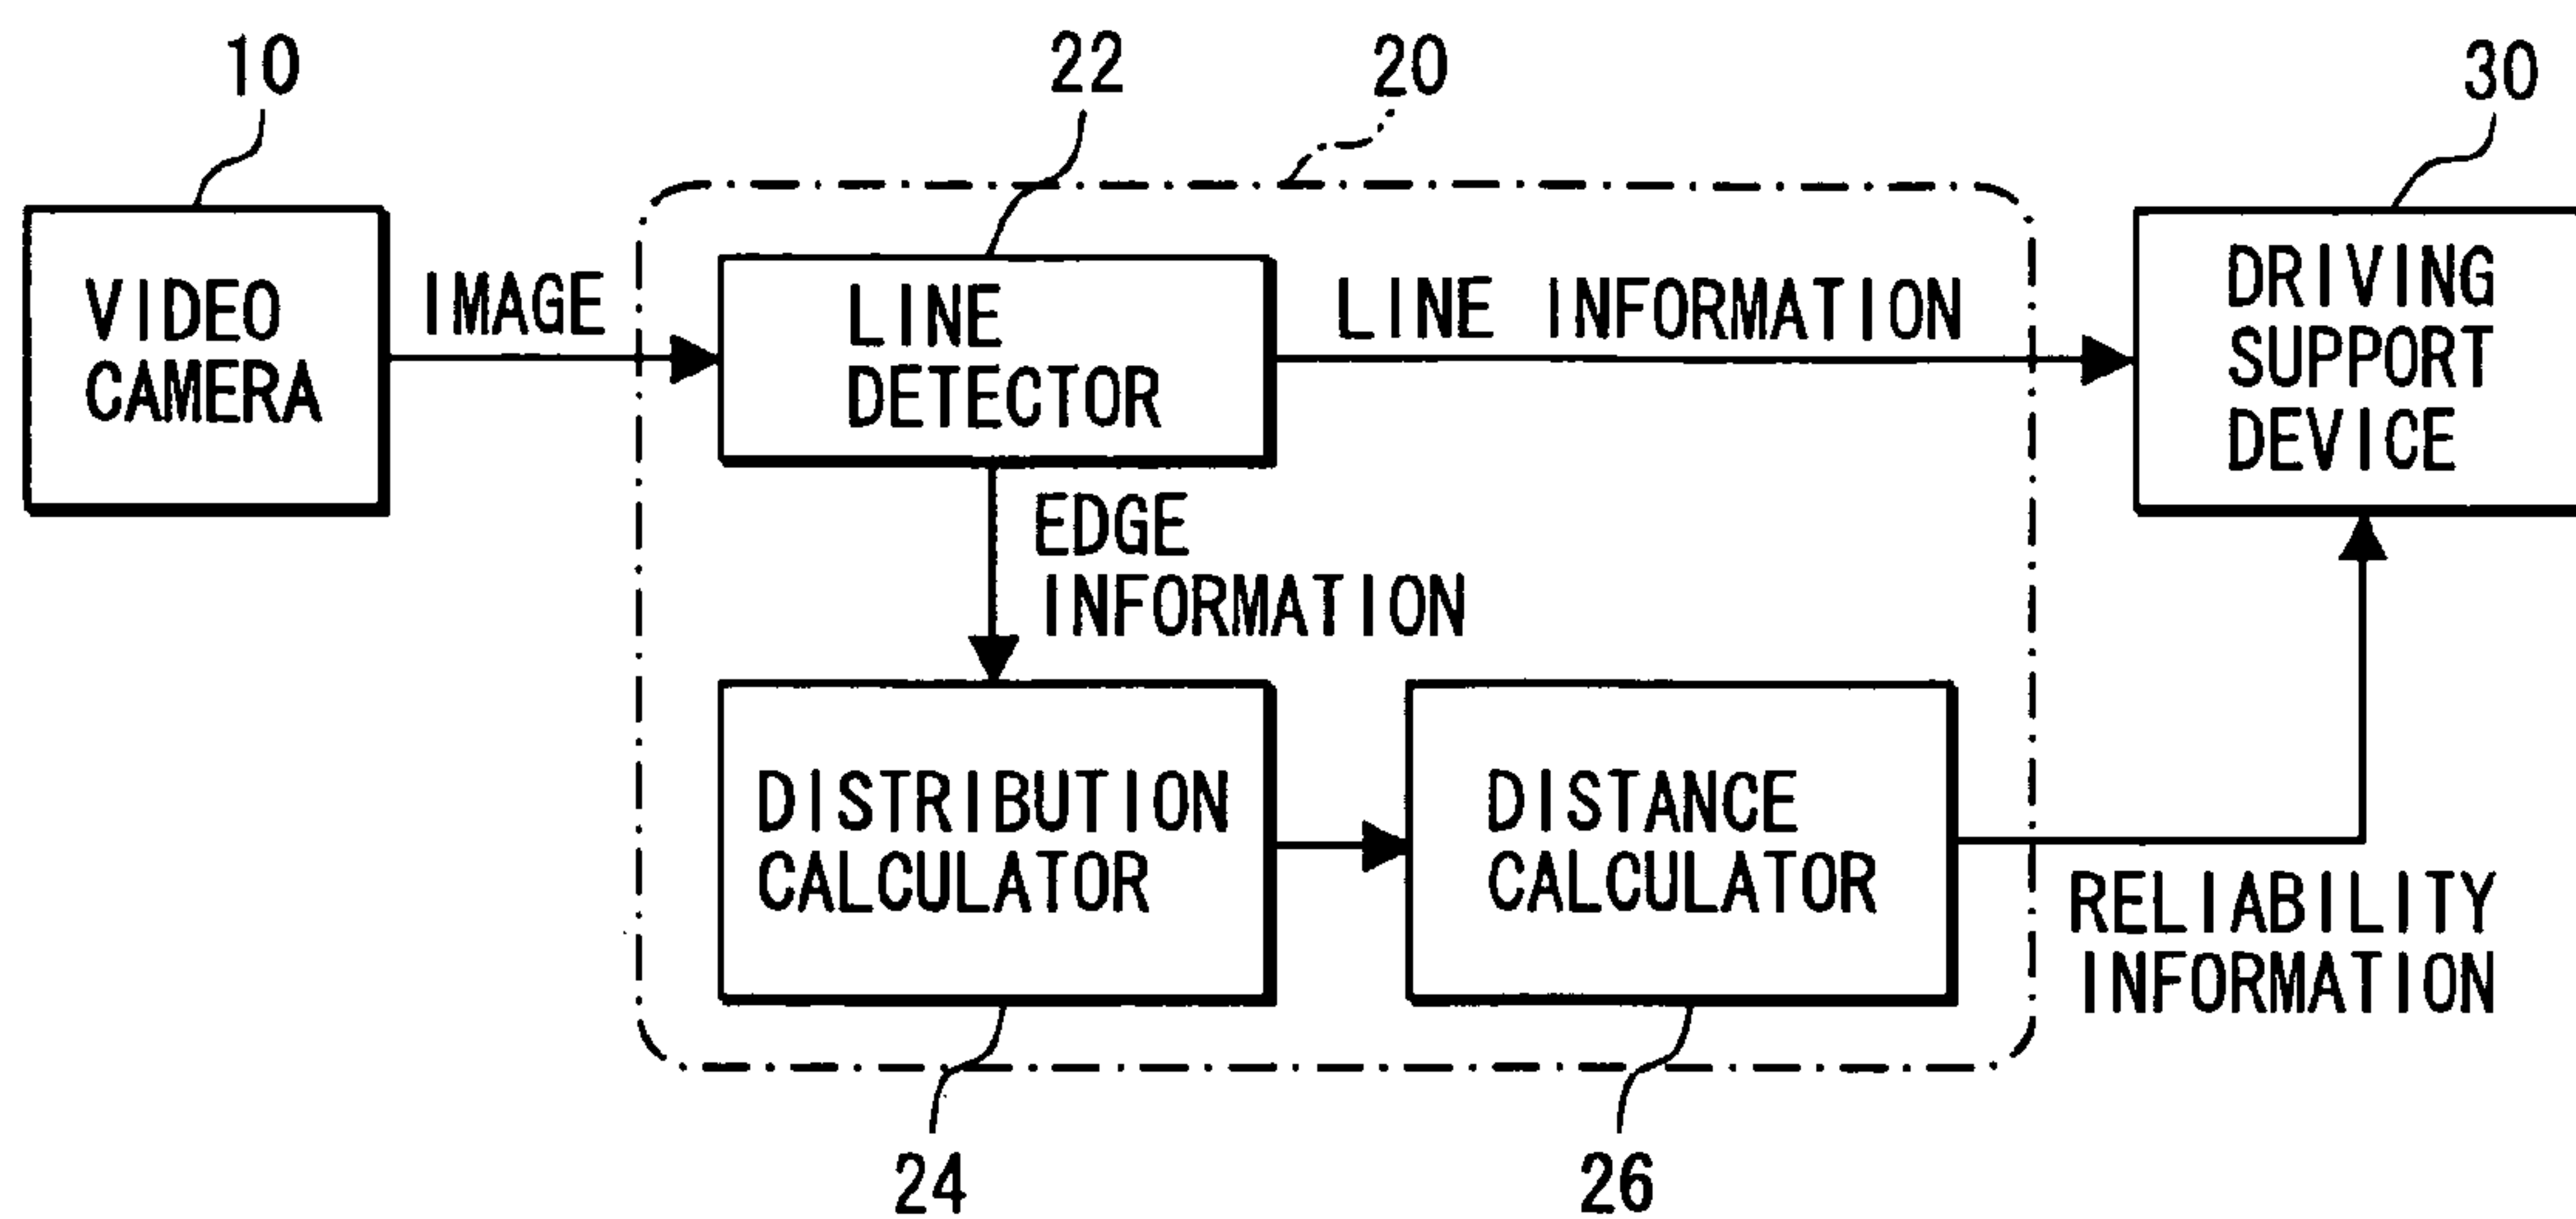 10
22
20
30
VIDEO
CAMERA
IMAGE
LINE
DETECTOR
LINE INFORMATION
DRIVING
SUPPORT
DEVICE
EDGE
INFORMATION
DISTRIBUTION
CALCULATOR
DISTANCE
CALCULATOR
RELIABILITY
INFORMATION
24
26